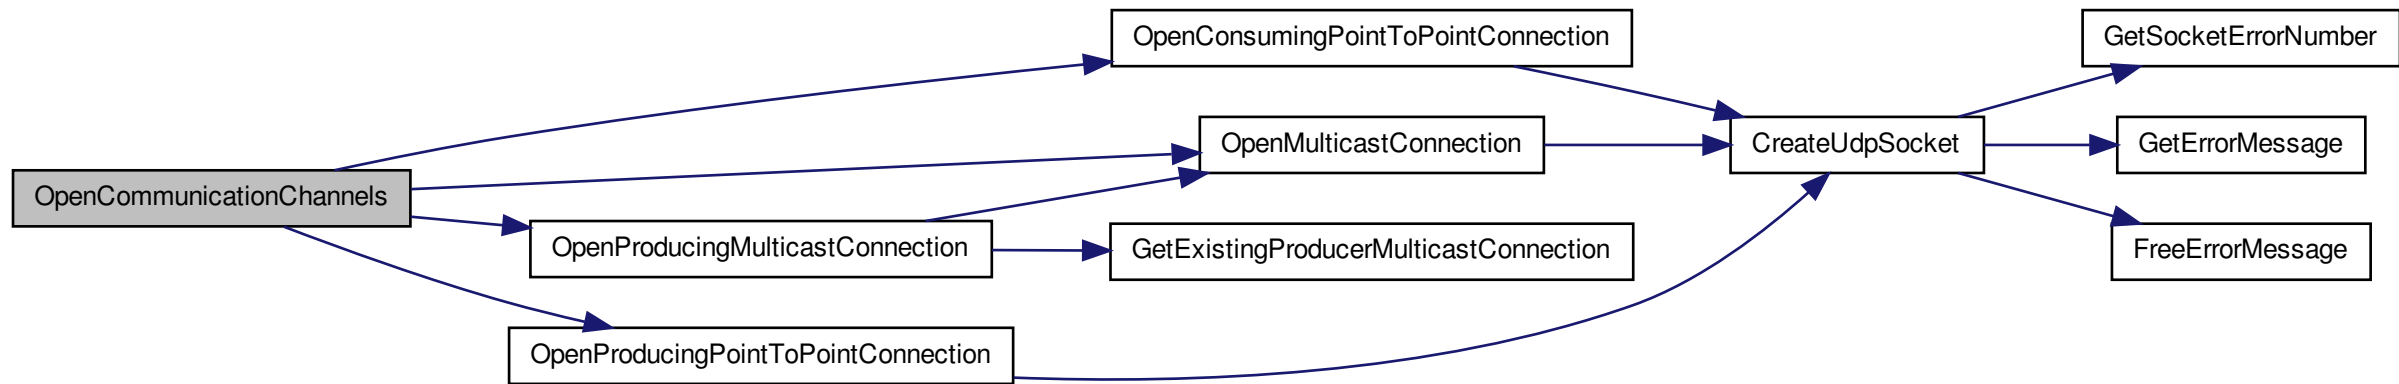 OpenCommunicationChannels
OpenConsumingPointToPointConnection
OpenMulticastConnection
OpenProducingMulticastConnection
GetExistingProducerMulticastConnection
OpenProducingPointToPointConnection
CreateUdpSocket
GetSocketErrorNumber
GetErrorMessage
FreeErrorMessage